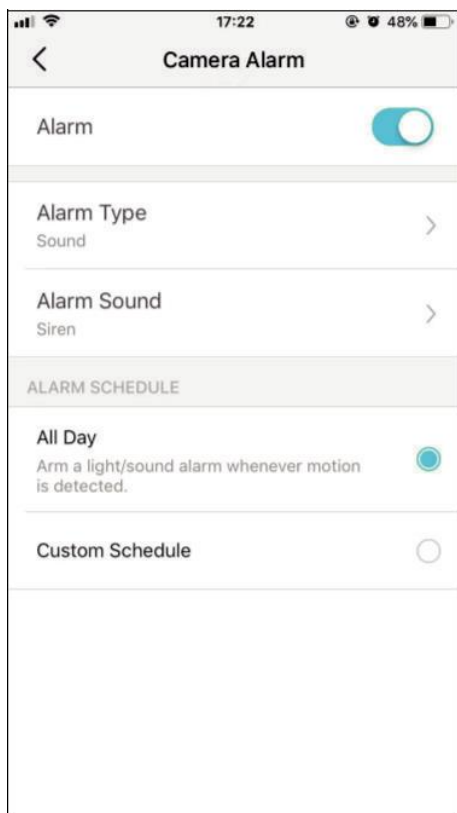 17:22
48%
Camera Alarm
Alarm
Alarm Type
Sound
Alarm Sound
Siren
ALARM SCHEDULE
All Day
Arm a light/sound alarm whenever motion
is detected.
Custom Schedule